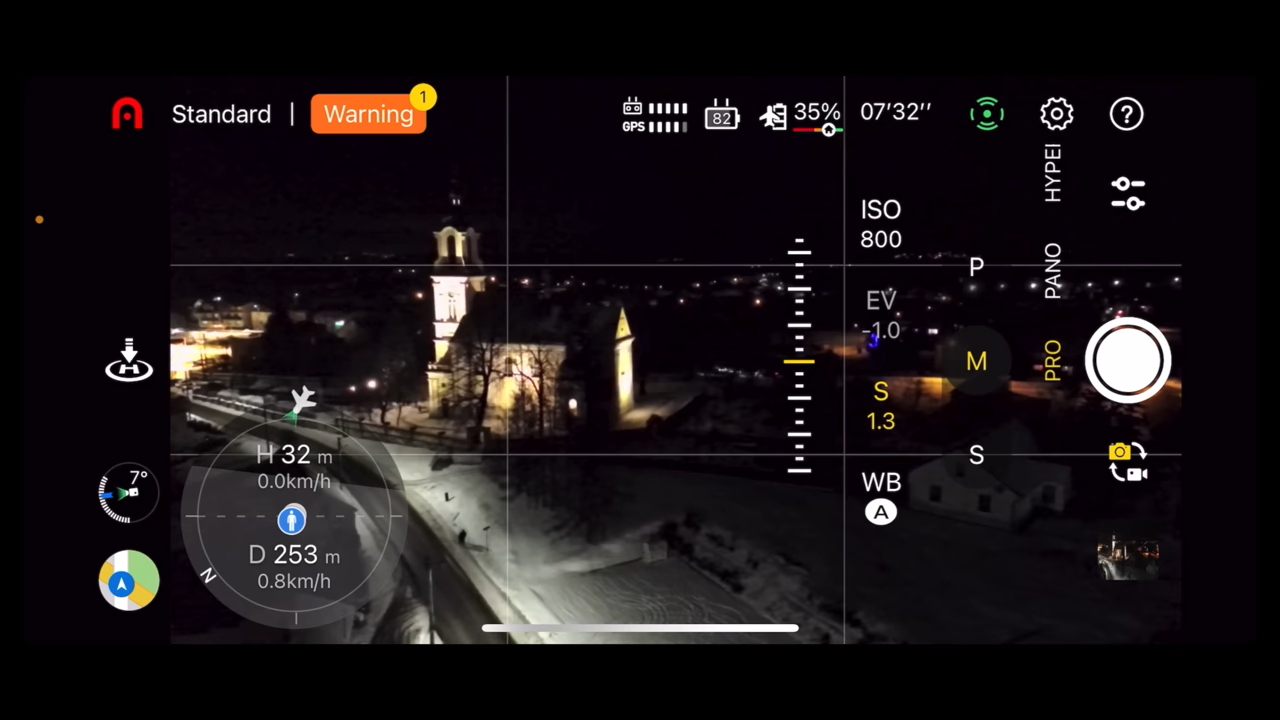 Standard | Warning 1
GPS 82 35% 07'32''
HYPEI
ISO
800
P
PANO
EV
-1.0
M
PRO
S
1.3
S
WB
A
7°
H 32 m
0.0km/h
D 253 m
0.8km/h
N
H
?